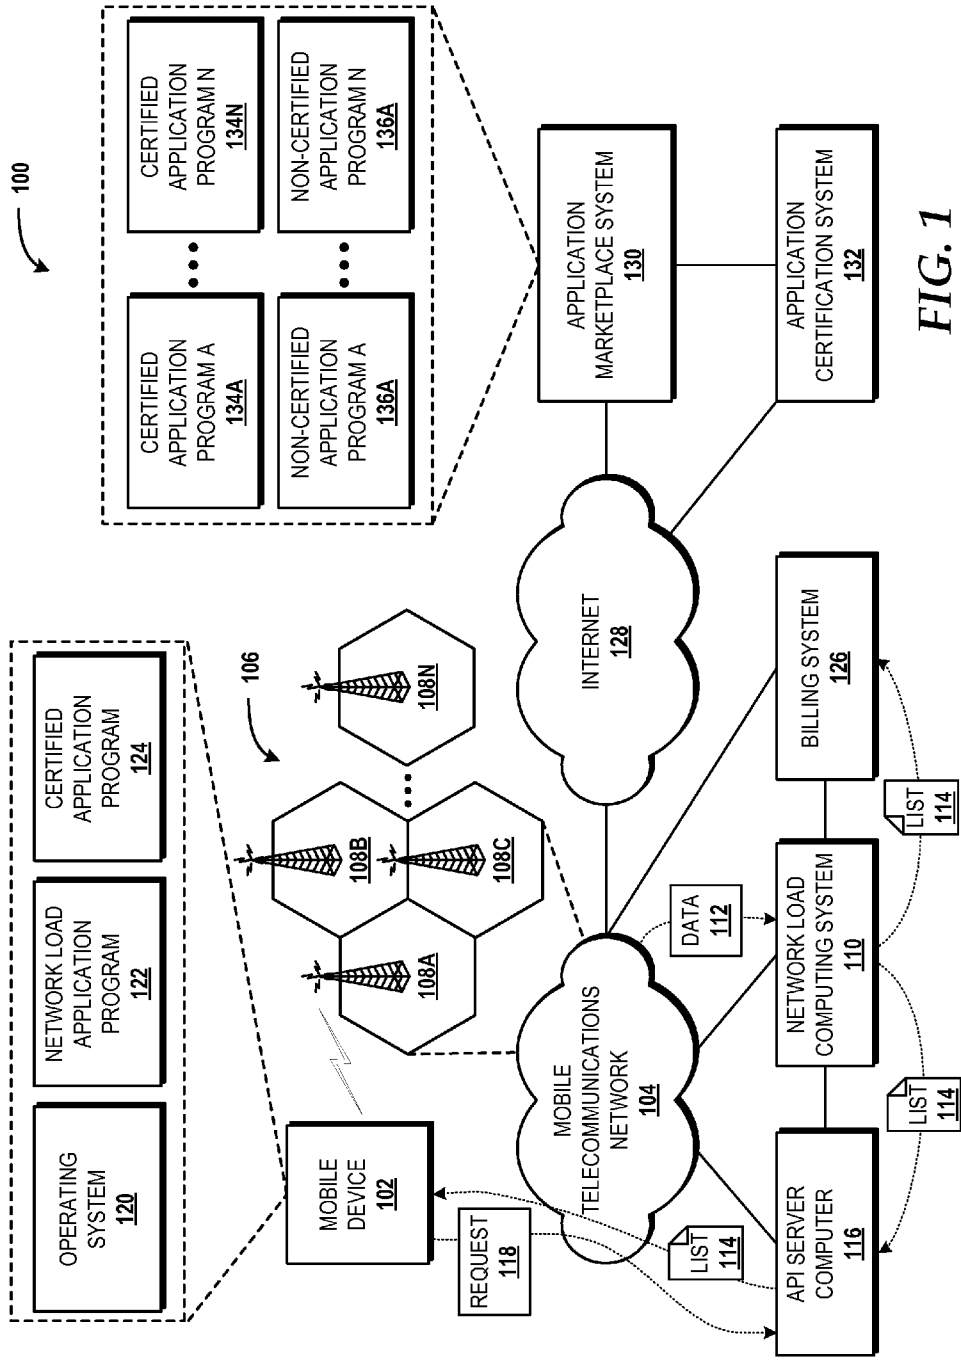 100
OPERATING
SYSTEM
120
NETWORK LOAD
APPLICATION
PROGRAM
122
CERTIFIED
APPLICATION
PROGRAM
124
CERTIFIED
APPLICATION
PROGRAM A
134A
CERTIFIED
APPLICATION
PROGRAM N
134N
NON-CERTIFIED
APPLICATION
PROGRAM A
136A
NON-CERTIFIED
APPLICATION
PROGRAM N
136A
106
MOBILE
DEVICE
102
108A
108B
108C
108N
REQUEST
118
MOBILE
TELECOMMUNICATIONS
NETWORK
104
INTERNET
128
APPLICATION
MARKETPLACE SYSTEM
130
LIST
114
DATA
112
API SERVER
COMPUTER
116
NETWORK LOAD
COMPUTING SYSTEM
110
BILLING SYSTEM
126
APPLICATION
CERTIFICATION SYSTEM
132
LIST
114
LIST
114
FIG. 1